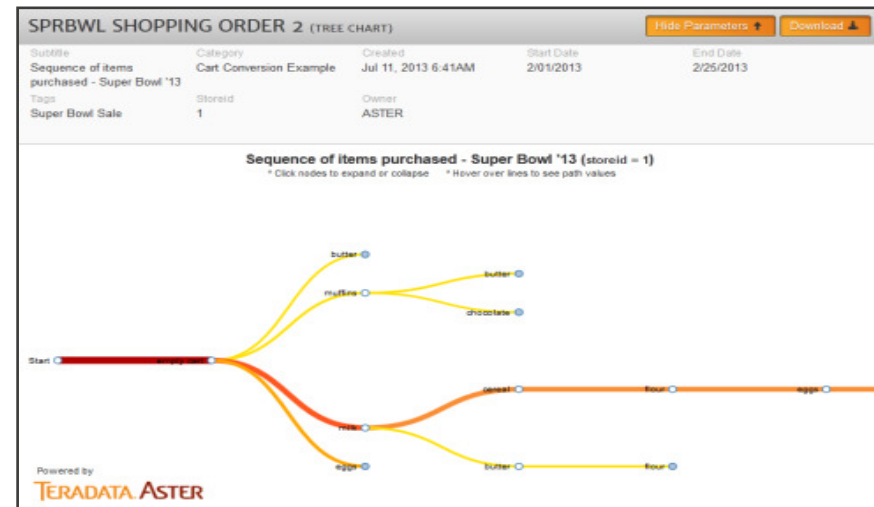 SPRBWL SHOPPING ORDER 2 (TREE CHART)
Hide Parameters
Download
Subtitle Category Created Start Date End Date
Sequence of items purchased - Super Bowl '13
Cart Conversion Example
Jul 11, 2013 6:41AM
2/01/2013
2/25/2013
Tags Storeid Owner
Super Bowl Sale 1 ASTER
Sequence of items purchased - Super Bowl '13 (storeid = 1)
* Click nodes to expand or collapse * Hover over lines to see path values
butter
butter
muffins
chocolate
Start
empty cart
cereal
flour
eggs
milk
eggs
butter
flour
Powered by
TERADATA ASTER